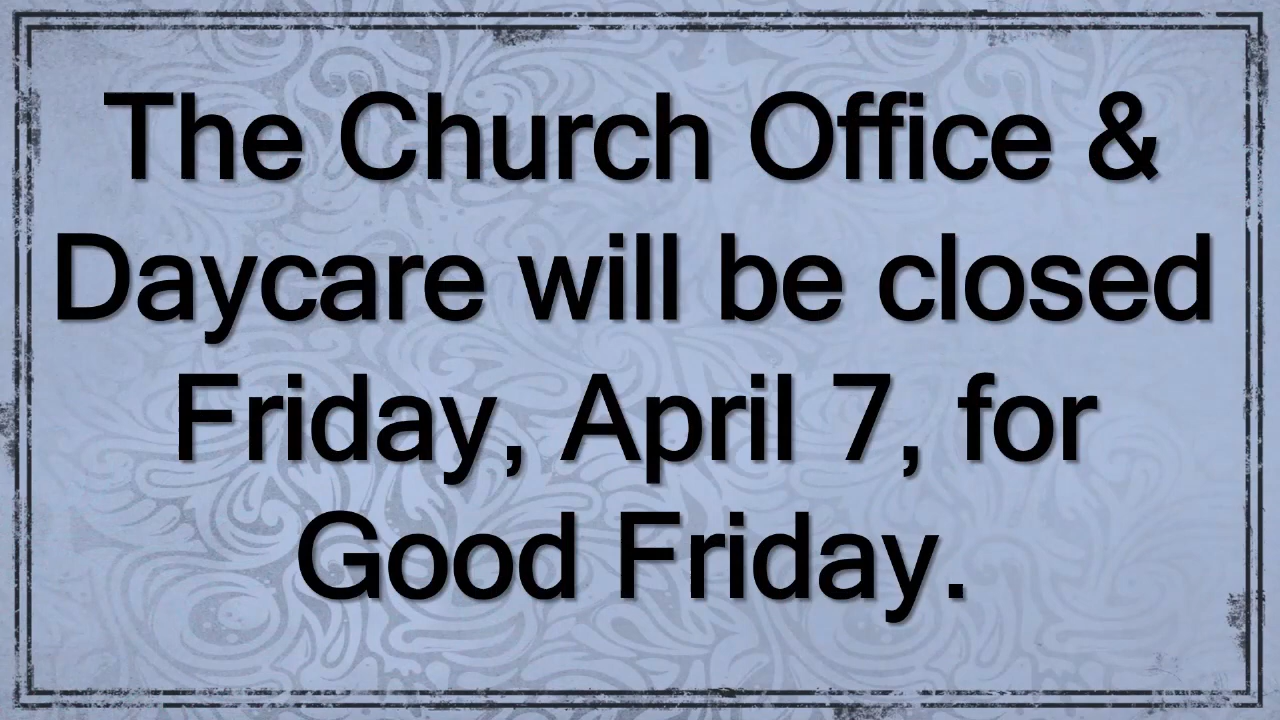 The Church Office &
Daycare will be closed
Friday, April 7, for
Good Friday.